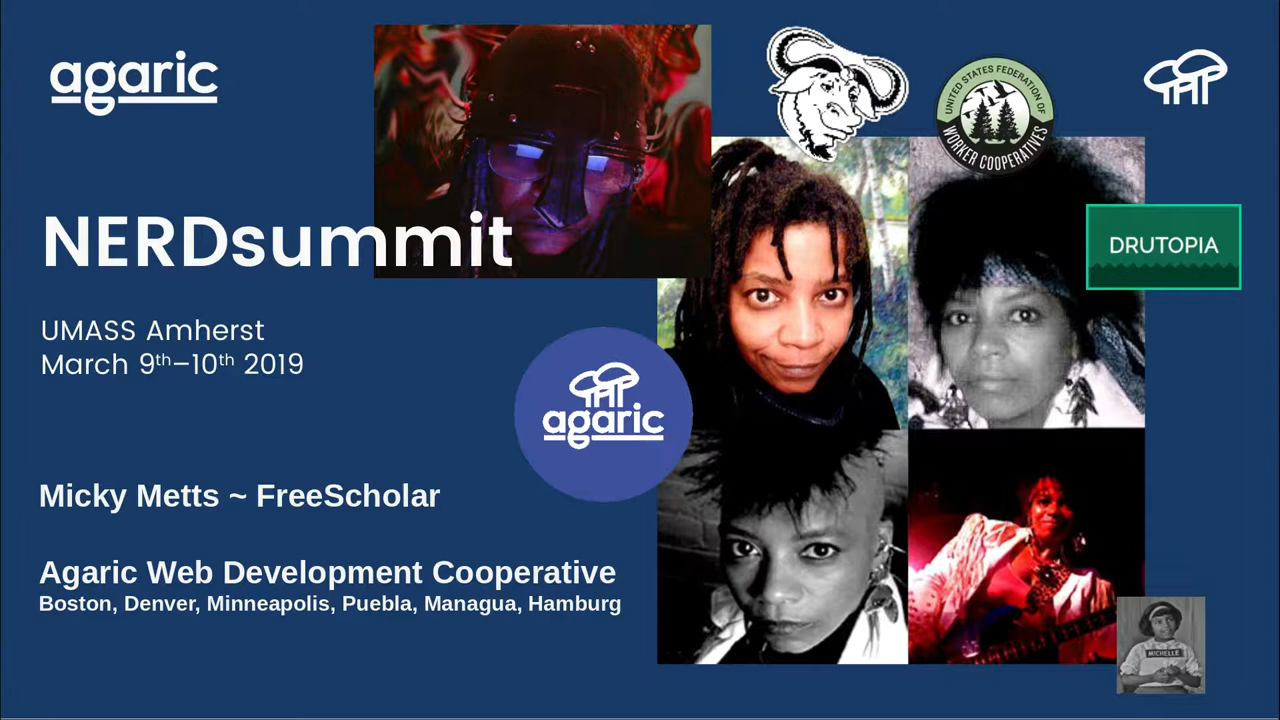 agaric
UNITED STATES FEDERATION OF
WORKER COOPERATIVES
NERDsummit
DRUTOPIA
UMASS Amherst
March 9th–10th 2019
agaric
Micky Metts ~ FreeScholar
Agaric Web Development Cooperative
Boston, Denver, Minneapolis, Puebla, Managua, Hamburg
MICHELLE